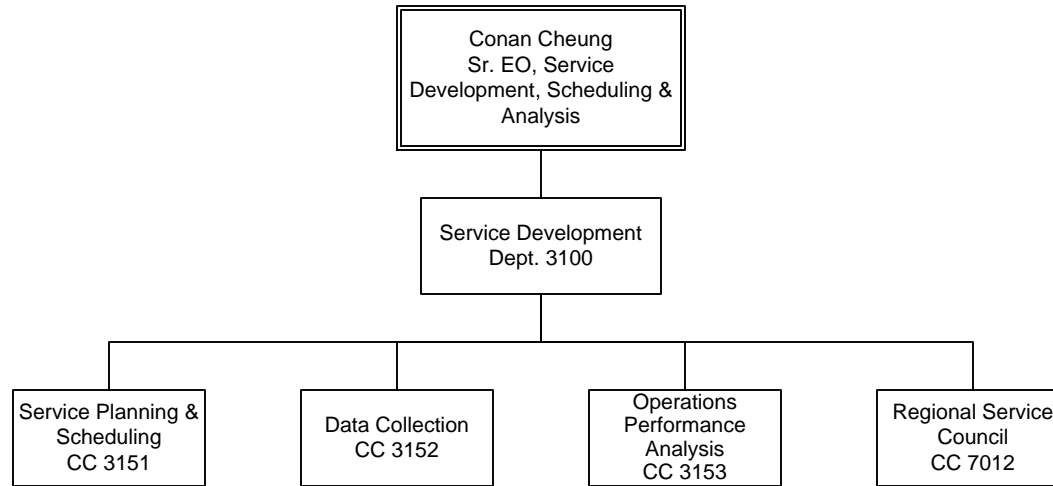 Conan Cheung
Sr. EO, Service
Development, Scheduling &
Analysis
Service Development
Dept. 3100
Service Planning &
Scheduling
CC 3151
Data Collection
CC 3152
Operations
Performance
Analysis
CC 3153
Regional Service
Council
CC 7012